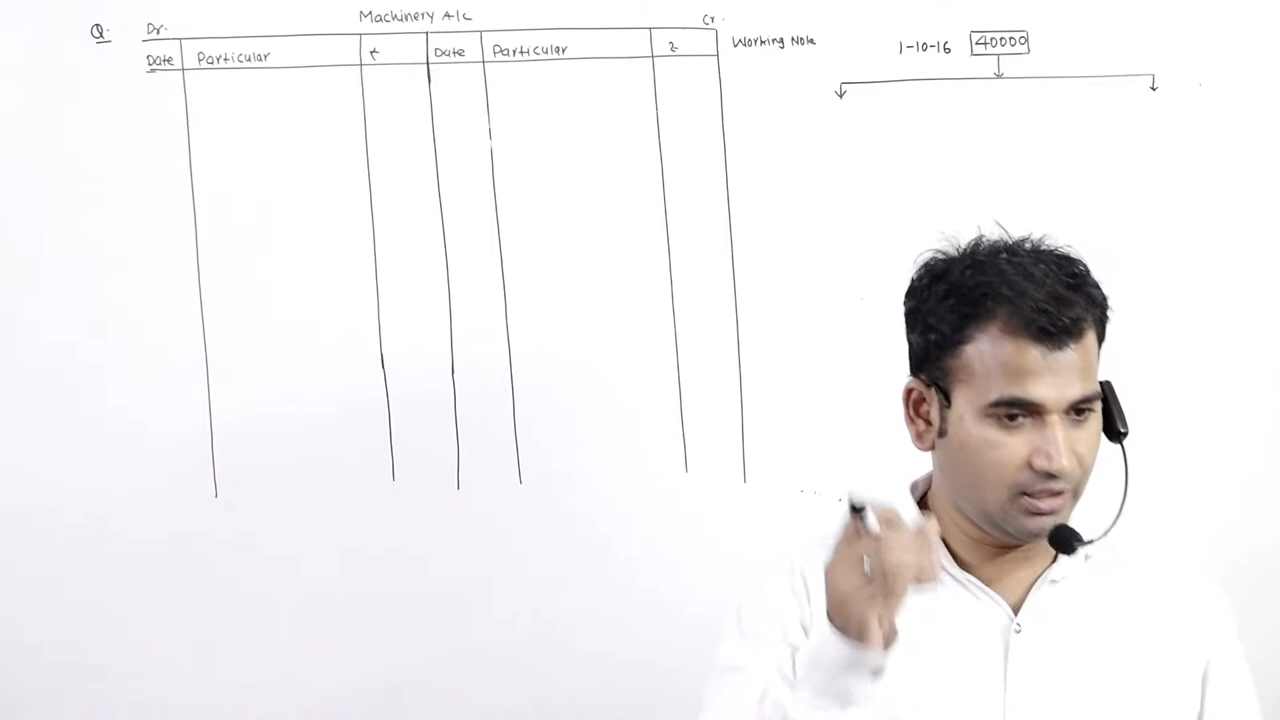 Q.
Machinery A/c
Dr.
Cr.
Date Particular ₹ Date Particular ₹
Working Note
1-10-16 40000